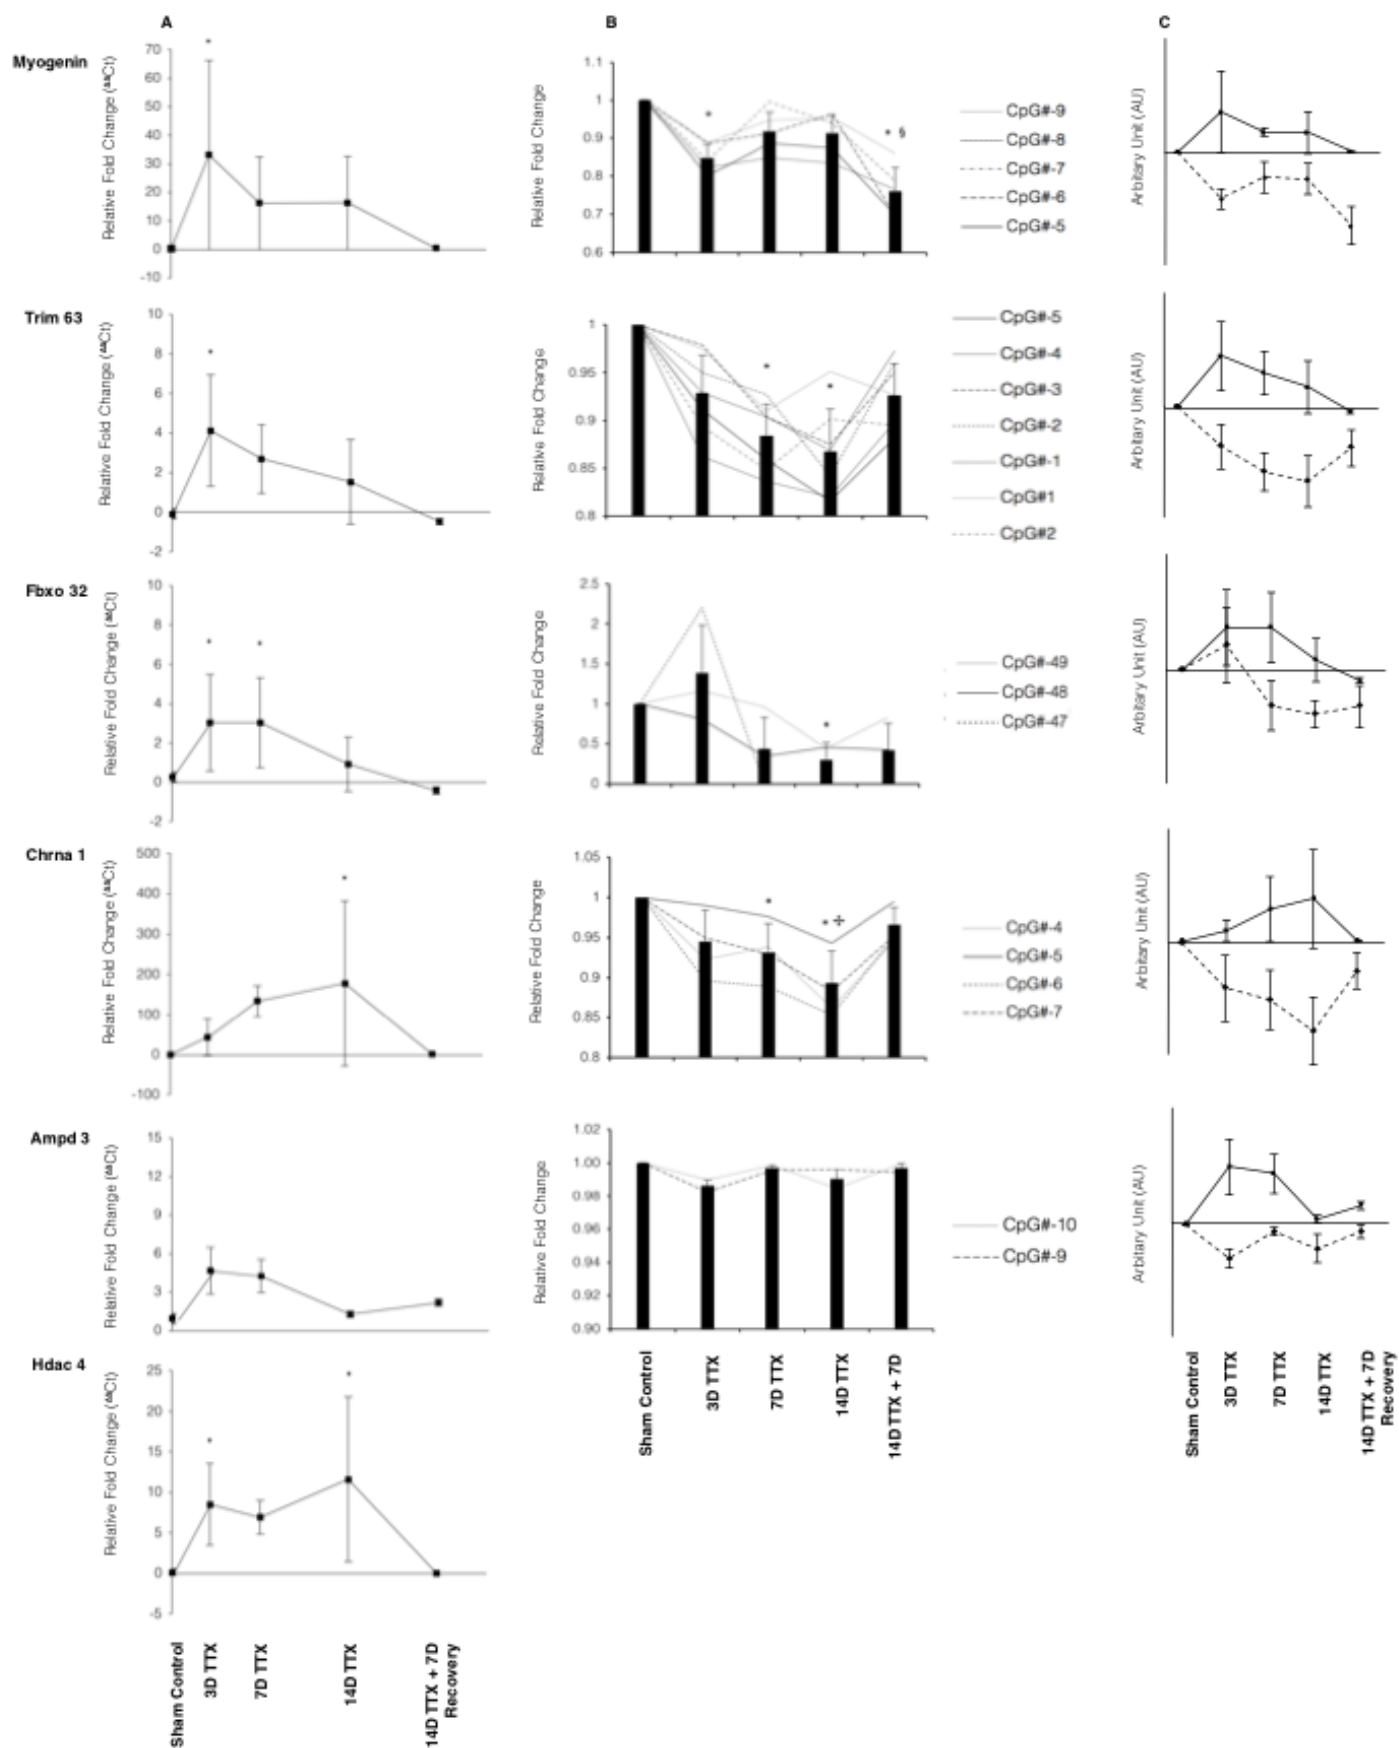 A
B
C
Myogenin
Relative Fold Change (ᐞᐞCt)
70
60
50
40
30
20
10
0
-10
*
Relative Fold Change
1.1
1
0.9
0.8
0.7
0.6
*
* §
CpG#-9
CpG#-8
CpG#-7
CpG#-6
CpG#-5
Arbitary Unit (AU)
Trim 63
Relative Fold Change (ᐞᐞCt)
10
8
6
4
2
0
-2
*
Relative Fold Change
1
0.95
0.9
0.85
0.8
*
*
CpG#-5
CpG#-4
CpG#-3
CpG#-2
CpG#-1
CpG#1
CpG#2
Arbitary Unit (AU)
Fbxo 32
Relative Fold Change (ᐞᐞCt)
10
8
6
4
2
0
-2
*
*
Relative Fold Change
2.5
2
1.5
1
0.5
0
*
CpG#-49
CpG#-48
CpG#-47
Arbitary Unit (AU)
Chrna 1
Relative Fold Change (ᐞᐞCt)
500
400
300
200
100
0
-100
*
Relative Fold Change
1.05
1
0.95
0.9
0.85
0.8
*
* ✢
CpG#-4
CpG#-5
CpG#-6
CpG#-7
Arbitary Unit (AU)
Ampd 3
Relative Fold Change (ᐞᐞCt)
15
12
9
6
3
0
Relative Fold Change
1.02
1.00
0.98
0.96
0.94
0.92
0.90
CpG#-10
CpG#-9
Arbitary Unit (AU)
Sham Control
3D TTX
7D TTX
14D TTX
14D TTX + 7D
Sham Control
3D TTX
7D TTX
14D TTX
14D TTX + 7D
Recovery
Hdac 4
Relative Fold Change (ᐞᐞCt)
25
20
15
10
5
0
-5
*
*
Sham Control
3D TTX
7D TTX
14D TTX
14D TTX + 7D
Recovery